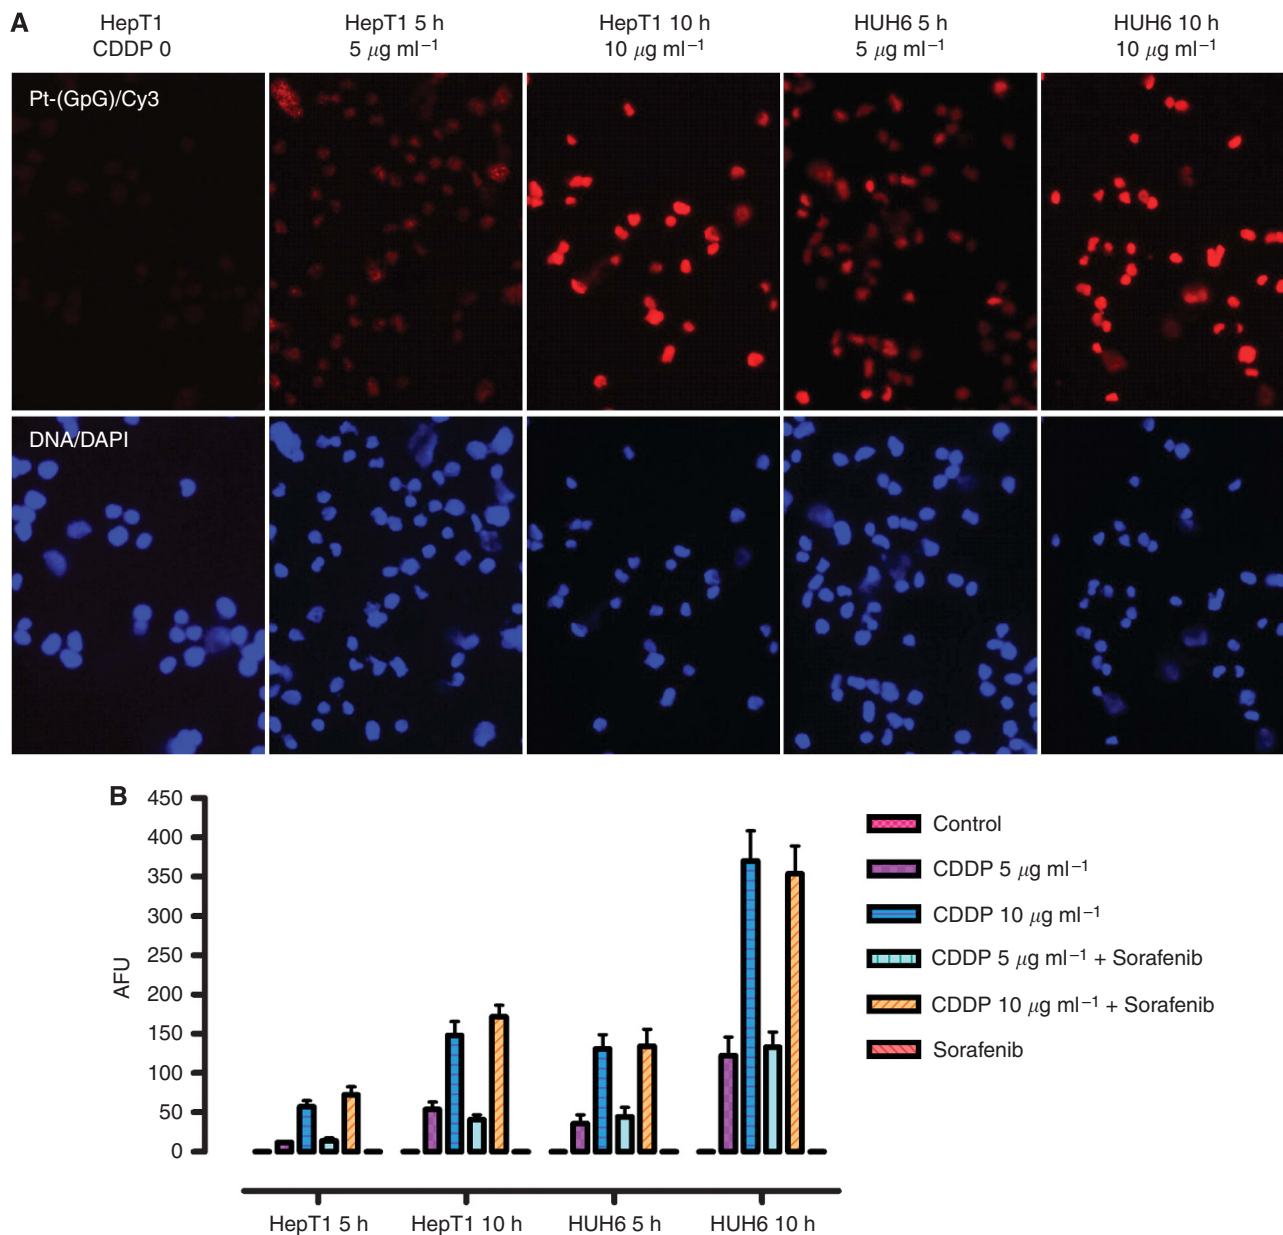 A
HepT1
CDDP 0
HepT1 5 h
5 μg ml⁻¹
HepT1 10 h
10 μg ml⁻¹
HUH6 5 h
5 μg ml⁻¹
HUH6 10 h
10 μg ml⁻¹
Pt-(GpG)/Cy3
DNA/DAPI
B
450
400
350
300
250
200
150
100
50
0
AFU
HepT1 5 h
HepT1 10 h
HUH6 5 h
HUH6 10 h
Control
CDDP 5 μg ml⁻¹
CDDP 10 μg ml⁻¹
CDDP 5 μg ml⁻¹ + Sorafenib
CDDP 10 μg ml⁻¹ + Sorafenib
Sorafenib